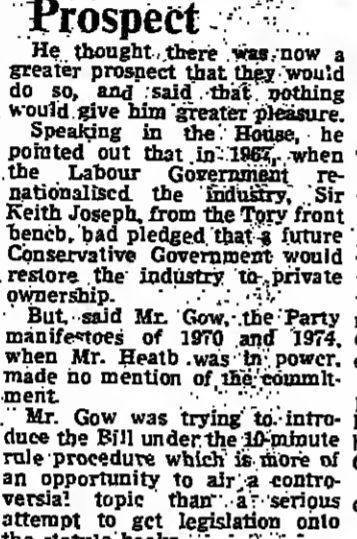 Prospect
He thought there was now a
greater prospect that they would
do so, and said that nothing
would give him greater pleasure.
Speaking in the House, he
pointed out that in 1967, when
the Labour Government re-
nationalised the industry, Sir
Keith Joseph, from the Tory front
bench, had pledged that a future
Conservative Government would
restore the industry to private
ownership.
But, said Mr. Gow, the Party
manifestoes of 1970 and 1974,
when Mr. Heath was in power,
made no mention of the commit-
ment.
Mr. Gow was trying to intro-
duce the Bill under the 10-minute
rule procedure which is more of
an opportunity to air a contro-
versial topic than a serious
attempt to get legislation onto